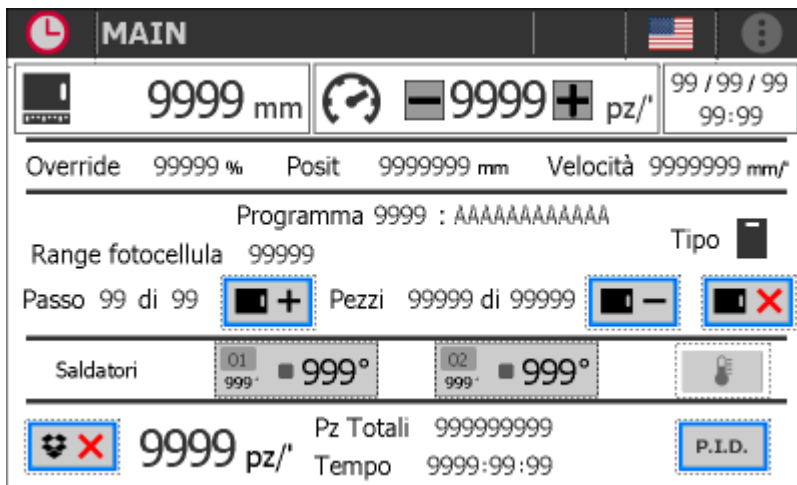 MAIN
9999 mm 9999 pz/' 99 / 99 / 99
99:99
Override 99999 % Posit 9999999 mm Velocità 9999999 mm/'
Programma 9999 : AAAAAAAAAAAA
Range fotocellula 99999 Tipo
Passo 99 di 99 Pezzi 99999 di 99999
Saldatori 01 999° 999° 02 999° 999°
9999 pz/' Pz Totali 999999999 P.I.D.
Tempo 9999:99:99